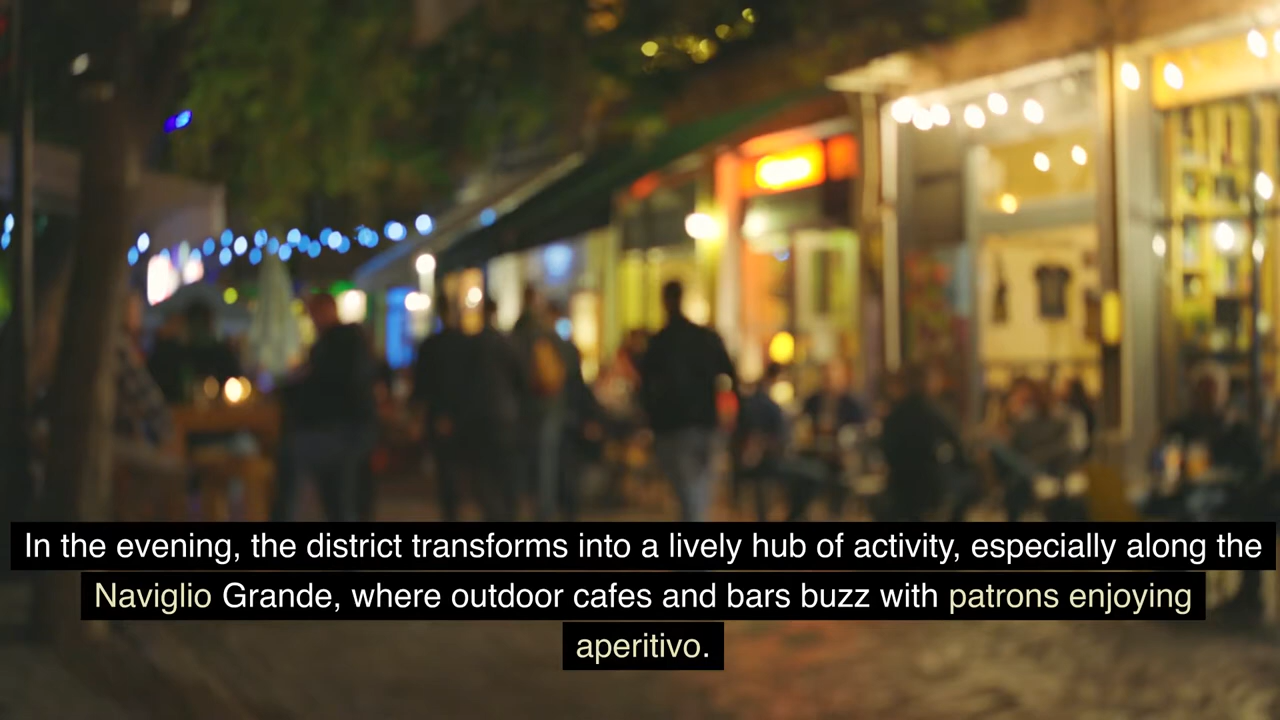 In the evening, the district transforms into a lively hub of activity, especially along the
Naviglio Grande, where outdoor cafes and bars buzz with patrons enjoying
aperitivo.